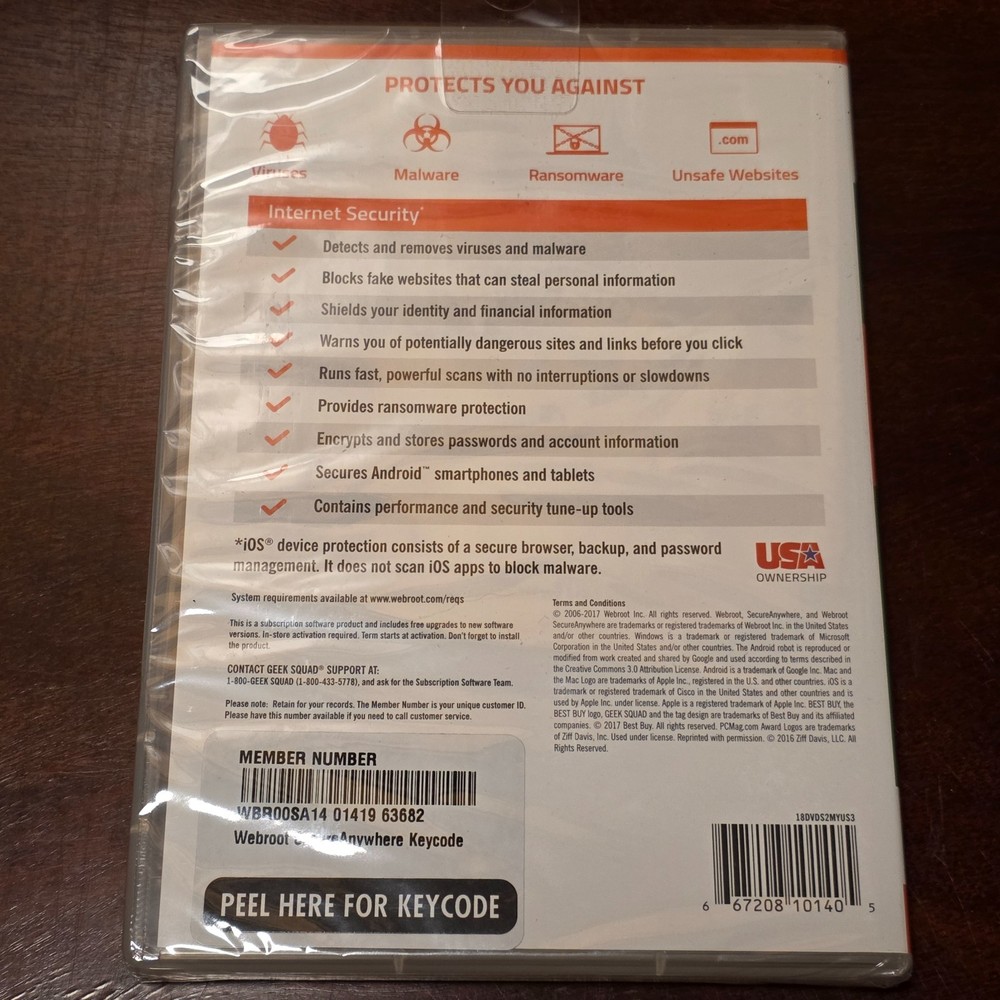 PROTECTS YOU AGAINST
Viruses
Malware
.com
Ransomware
Unsafe Websites
Internet Security*
Detects and removes viruses and malware
Blocks fake websites that can steal personal information
Shields your identity and financial information
Warns you of potentially dangerous sites and links before you click
Runs fast, powerful scans with no interruptions or slowdowns
Provides ransomware protection
Encrypts and stores passwords and account information
Secures Android™ smartphones and tablets
Contains performance and security tune-up tools
*iOS® device protection consists of a secure browser, backup, and password
management. It does not scan iOS apps to block malware.
USA
OWNERSHIP
System requirements available at www.webroot.com/reqs
This is a subscription software product and includes free upgrades to new software
versions. In-store activation required. Term starts at activation. Don't forget to install
the product.
CONTACT GEEK SQUAD® SUPPORT AT:
1-800-GEEK SQUAD (1-800-433-5778), and ask for the Subscription Software Team.
Please note: Retain for your records. The Member Number is your unique customer ID.
Please have this number available if you need to call customer service.
Terms and Conditions
© 2006-2017 Webroot Inc. All rights reserved. Webroot, SecureAnywhere, and Webroot
SecureAnywhere are trademarks or registered trademarks of Webroot Inc. in the United States
and/or other countries. Windows is a trademark or registered trademark of Microsoft
Corporation in the United States and/or other countries. The Android robot is reproduced or
modified from work created and shared by Google and used according to terms described in
the Creative Commons 3.0 Attribution License. Android is a trademark of Google Inc. Mac and
the Mac Logo are trademarks of Apple Inc., registered in the U.S. and other countries. iOS is a
trademark or registered trademark of Cisco in the United States and other countries and is
used by Apple Inc. under license. Apple is a registered trademark of Apple Inc. BEST BUY, the
BEST BUY logo, GEEK SQUAD and the tag design are trademarks of Best Buy and its affiliated
companies. © 2017 Best Buy. All rights reserved. PCMag.com Award Logos are trademarks
of Ziff Davis, Inc. Used under license. Reprinted with permission. © 2016 Ziff Davis, LLC. All
Rights Reserved.
MEMBER NUMBER
WBR00SA14 01419 63682
Webroot SecureAnywhere Keycode
PEEL HERE FOR KEYCODE
18DVDS2MYUS3
6 67208 10140 5